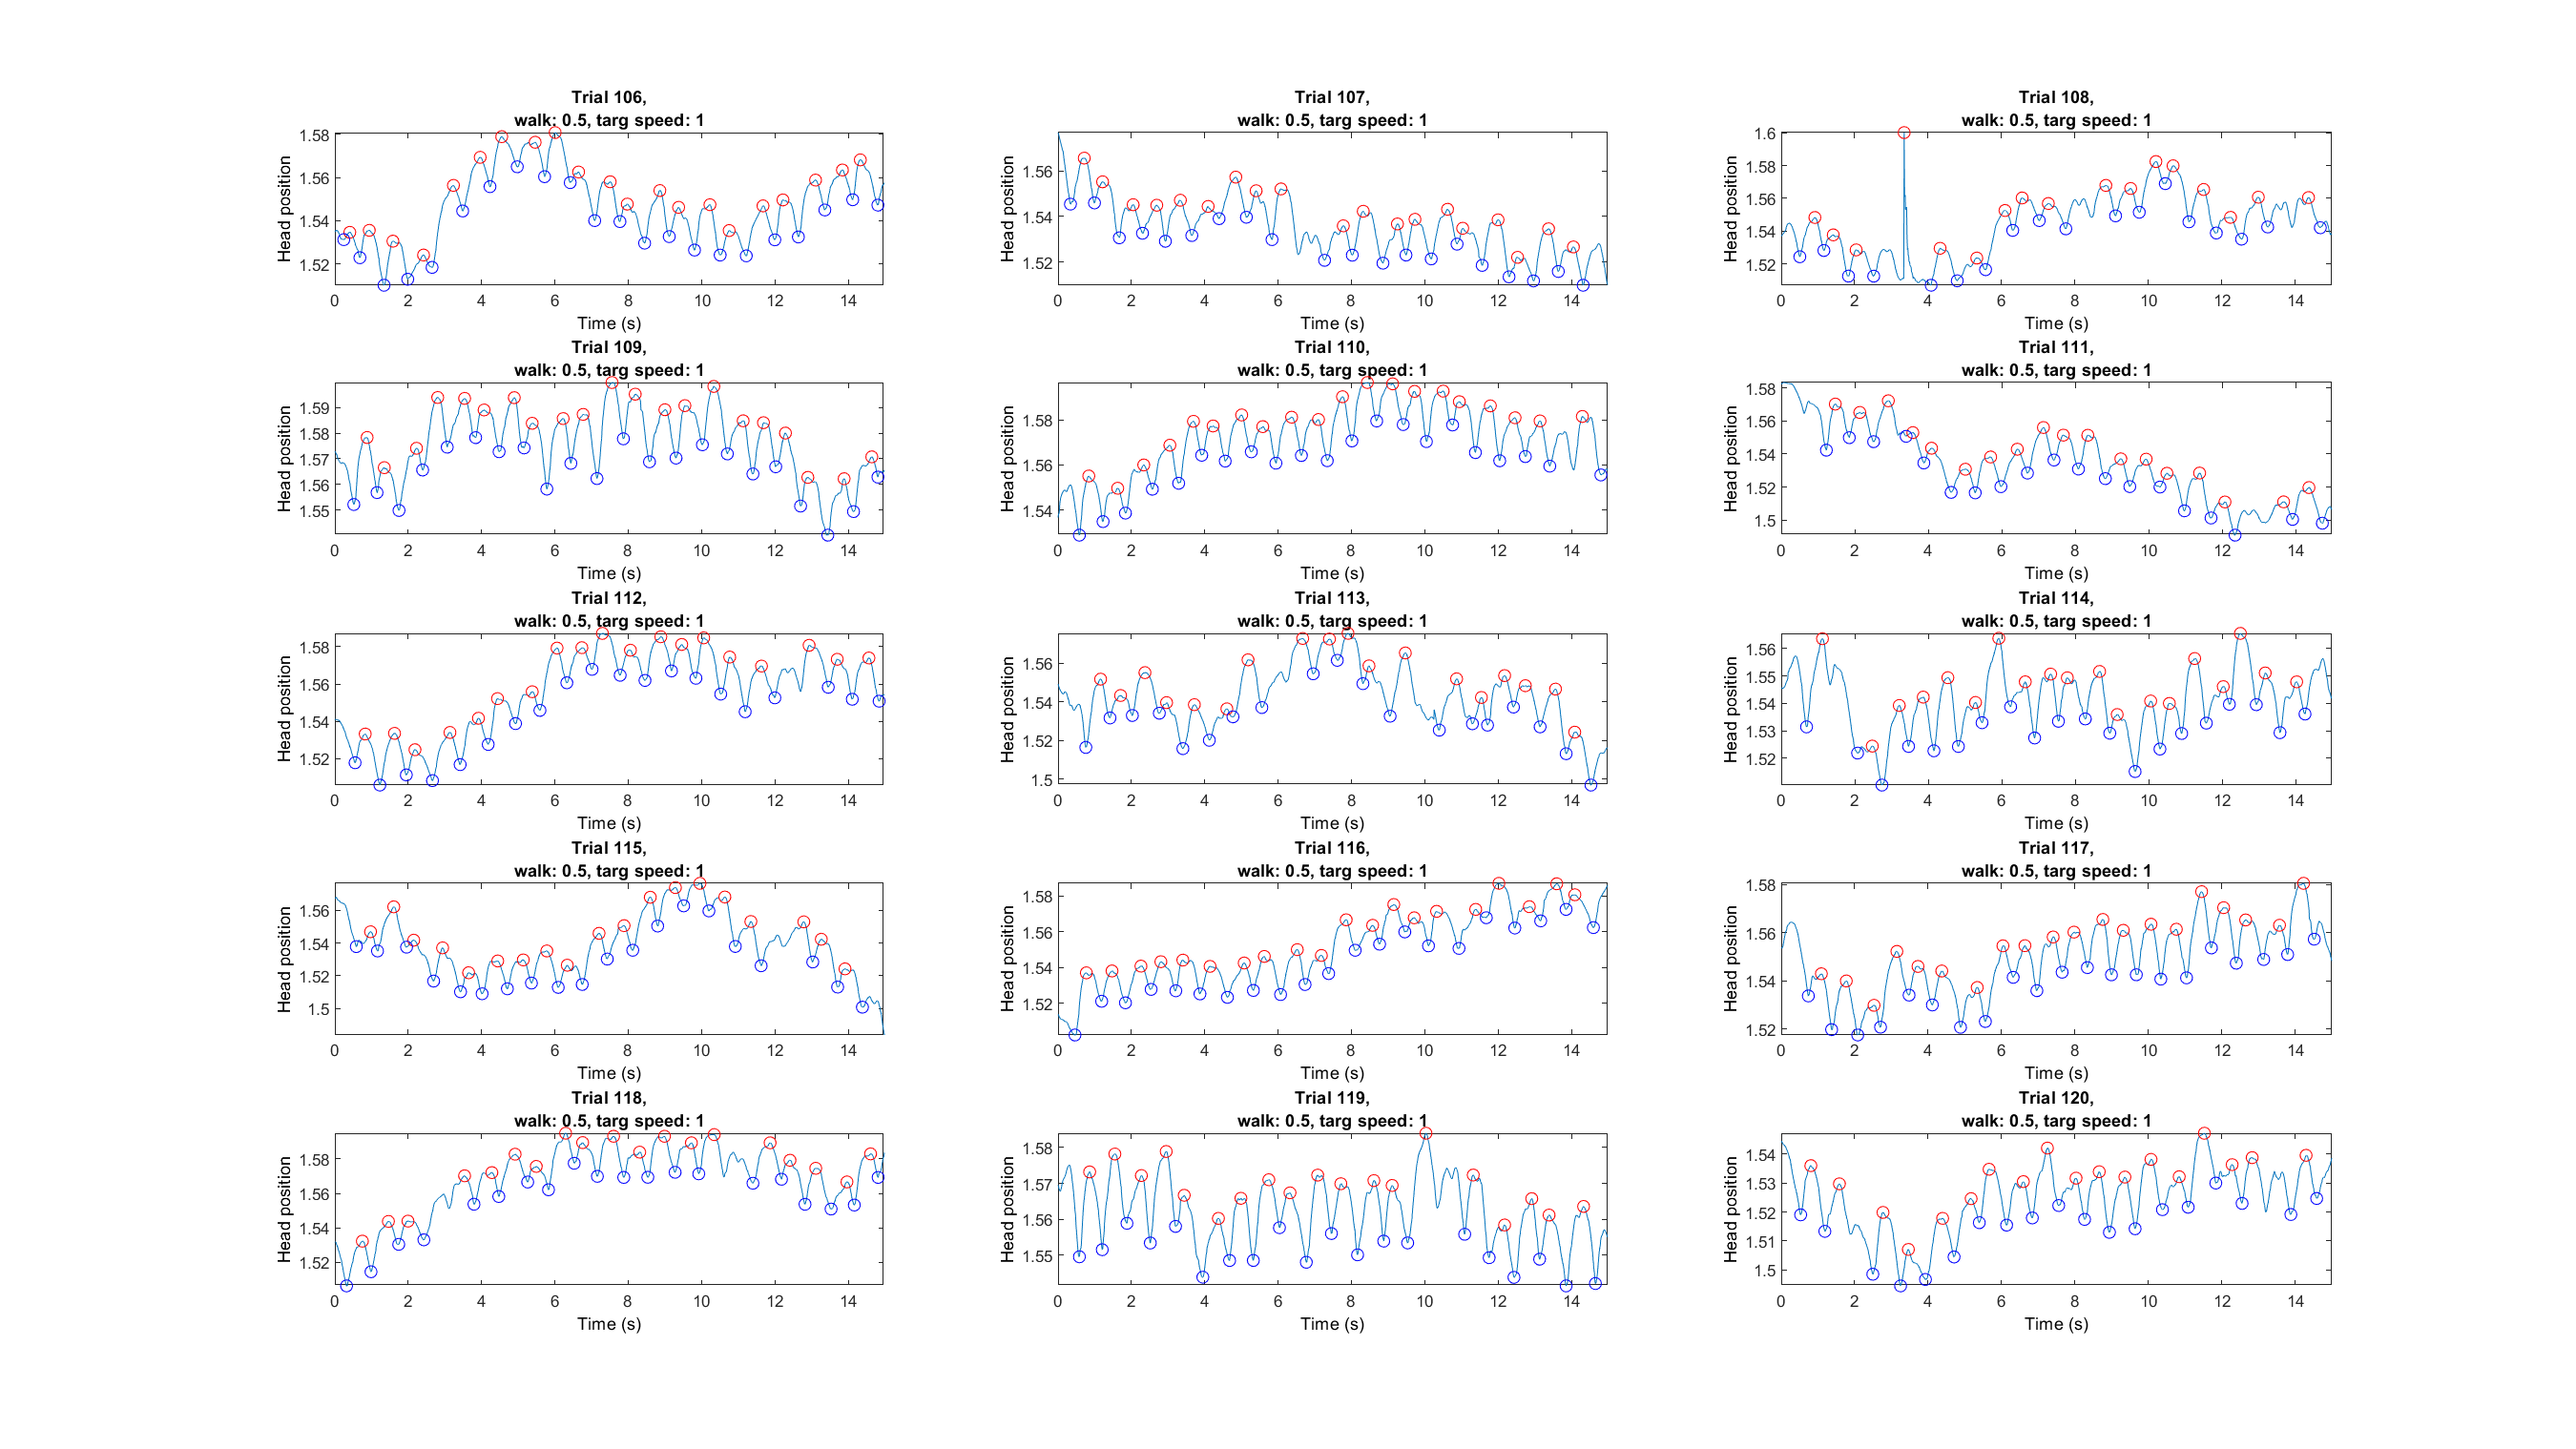 Trial 106,
walk: 0.5, targ speed: 1
1.58
1.56
1.54
1.52
Head position
0 2 4 6 8 10 12 14
Time (s)
Trial 107,
walk: 0.5, targ speed: 1
1.56
1.54
1.52
Head position
0 2 4 6 8 10 12 14
Time (s)
Trial 108,
walk: 0.5, targ speed: 1
1.6
1.58
1.56
1.54
1.52
Head position
0 2 4 6 8 10 12 14
Time (s)
Trial 109,
walk: 0.5, targ speed: 1
1.59
1.58
1.57
1.56
1.55
Head position
0 2 4 6 8 10 12 14
Time (s)
Trial 110,
walk: 0.5, targ speed: 1
1.58
1.56
1.54
Head position
0 2 4 6 8 10 12 14
Time (s)
Trial 111,
walk: 0.5, targ speed: 1
1.58
1.56
1.54
1.52
1.5
Head position
0 2 4 6 8 10 12 14
Time (s)
Trial 112,
walk: 0.5, targ speed: 1
1.58
1.56
1.54
1.52
Head position
0 2 4 6 8 10 12 14
Time (s)
Trial 113,
walk: 0.5, targ speed: 1
1.56
1.54
1.52
1.5
Head position
0 2 4 6 8 10 12 14
Time (s)
Trial 114,
walk: 0.5, targ speed: 1
1.56
1.55
1.54
1.53
1.52
Head position
0 2 4 6 8 10 12 14
Time (s)
Trial 115,
walk: 0.5, targ speed: 1
1.56
1.54
1.52
1.5
Head position
0 2 4 6 8 10 12 14
Time (s)
Trial 116,
walk: 0.5, targ speed: 1
1.58
1.56
1.54
1.52
Head position
0 2 4 6 8 10 12 14
Time (s)
Trial 117,
walk: 0.5, targ speed: 1
1.58
1.56
1.54
1.52
Head position
0 2 4 6 8 10 12 14
Time (s)
Trial 118,
walk: 0.5, targ speed: 1
1.58
1.56
1.54
1.52
Head position
0 2 4 6 8 10 12 14
Time (s)
Trial 119,
walk: 0.5, targ speed: 1
1.58
1.57
1.56
1.55
Head position
0 2 4 6 8 10 12 14
Time (s)
Trial 120,
walk: 0.5, targ speed: 1
1.54
1.53
1.52
1.51
1.5
Head position
0 2 4 6 8 10 12 14
Time (s)